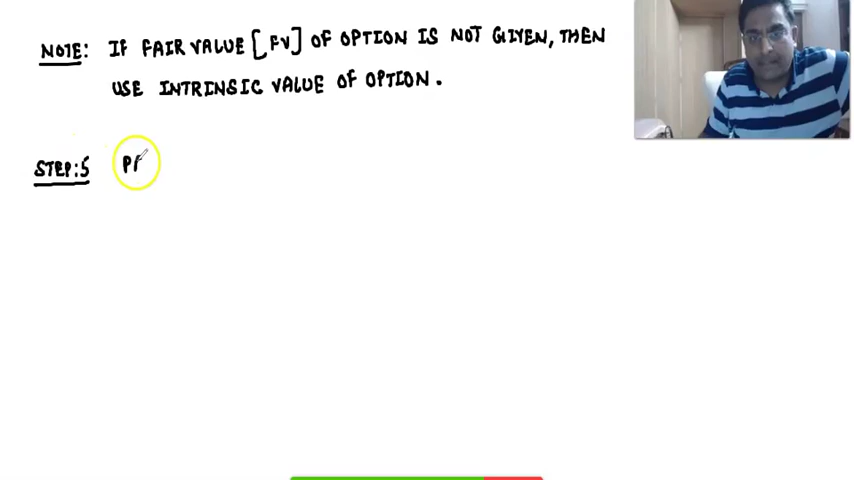 NOTE: IF FAIR VALUE [FV] OF OPTION IS NOT GIVEN, THEN
USE INTRINSIC VALUE OF OPTION.
STEP:5